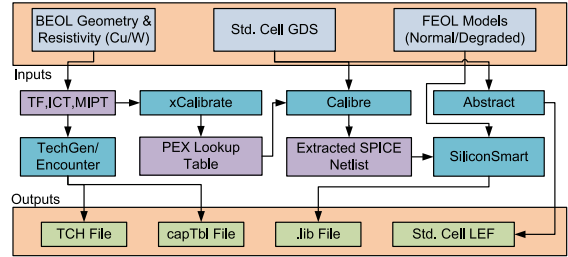 BEOL Geometry &
Resistivity (Cu/W)
Std. Cell GDS
FEOL Models
(Normal/Degraded)
Inputs
TF,ICT,MIPT
xCalibrate
Calibre
Abstract
TechGen/
Encounter
PEX Lookup
Table
Extracted SPICE
Netlist
SiliconSmart
Outputs
TCH File
capTbl File
.lib File
Std. Cell LEF